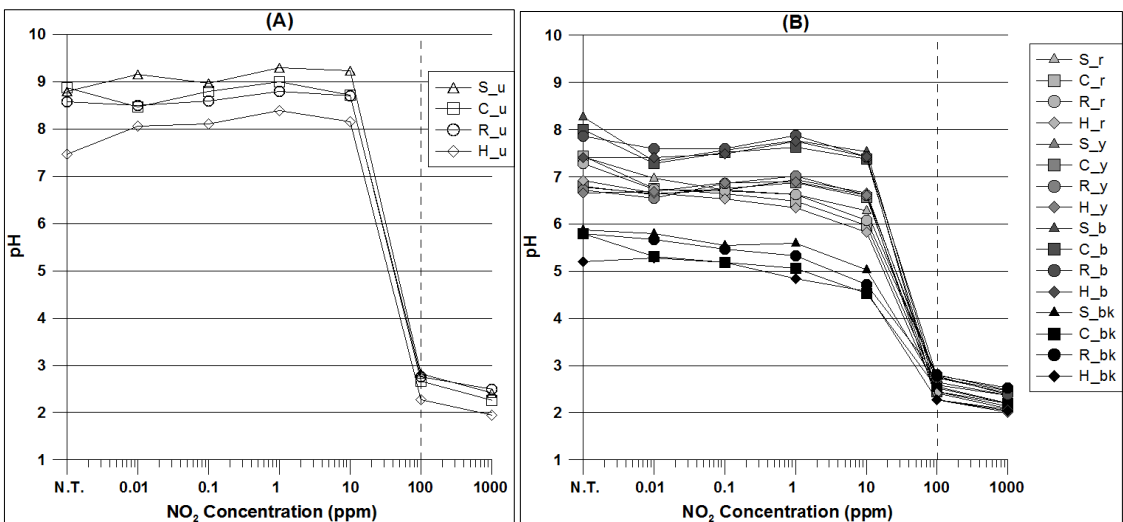 (A)
10
9
8
7
6
5
4
3
2
1
pH
N.T. 0.01 0.1 1 10 100 1000
NO₂ Concentration (ppm)
S_u
C_u
R_u
H_u
(B)
10
9
8
7
6
5
4
3
2
1
pH
N.T. 0.01 0.1 1 10 100 1000
NO₂ Concentration (ppm)
S_r
C_r
R_r
H_r
S_y
C_y
R_y
H_y
S_b
C_b
R_b
H_b
S_bk
C_bk
R_bk
H_bk